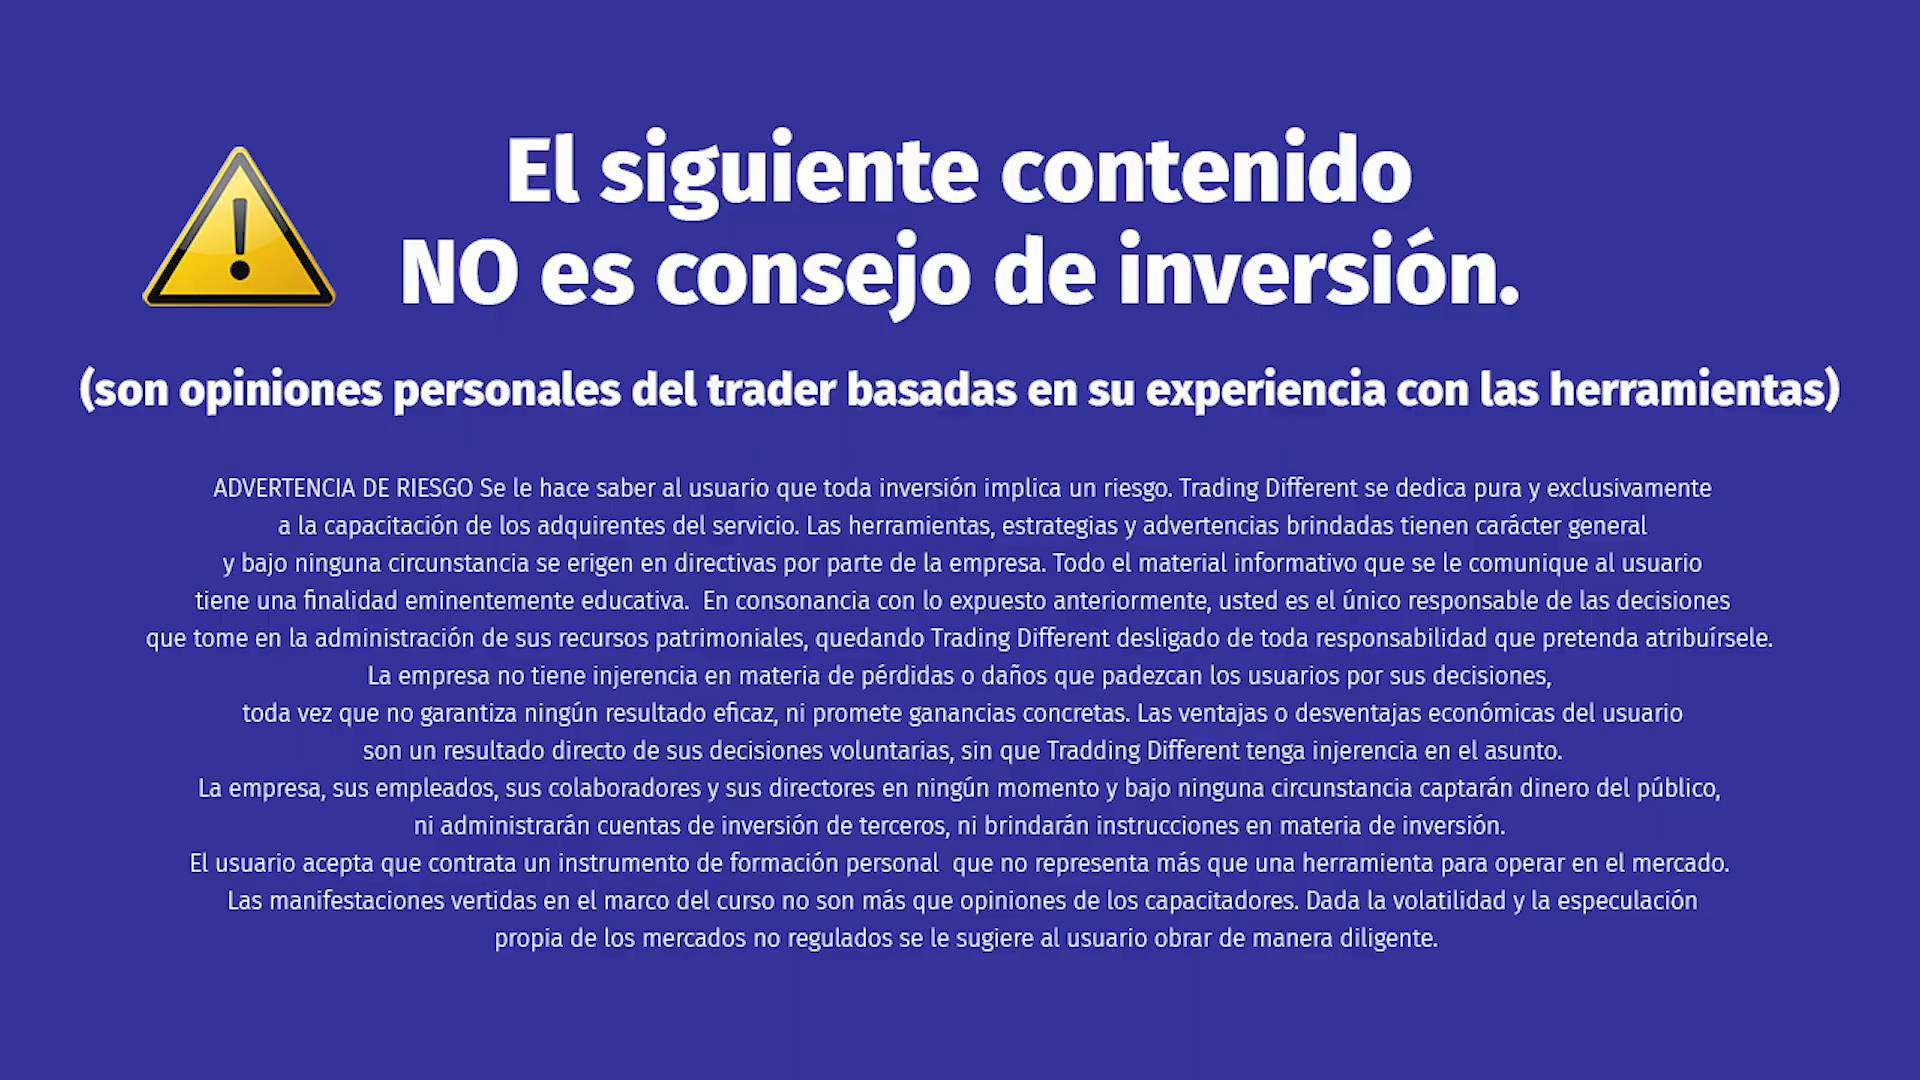 El siguiente contenido
NO es consejo de inversión.
(son opiniones personales del trader basadas en su experiencia con las herramientas)
ADVERTENCIA DE RIESGO Se le hace saber al usuario que toda inversión implica un riesgo. Trading Different se dedica pura y exclusivamente
a la capacitación de los adquirentes del servicio. Las herramientas, estrategias y advertencias brindadas tienen carácter general
y bajo ninguna circunstancia se erigen en directivas por parte de la empresa. Todo el material informativo que se le comunique al usuario
tiene una finalidad eminentemente educativa.  En consonancia con lo expuesto anteriormente, usted es el único responsable de las decisiones
que tome en la administración de sus recursos patrimoniales, quedando Trading Different desligado de toda responsabilidad que pretenda atribuírsele.
La empresa no tiene injerencia en materia de pérdidas o daños que padezcan los usuarios por sus decisiones,
toda vez que no garantiza ningún resultado eficaz, ni promete ganancias concretas. Las ventajas o desventajas económicas del usuario
son un resultado directo de sus decisiones voluntarias, sin que Tradding Different tenga injerencia en el asunto.
La empresa, sus empleados, sus colaboradores y sus directores en ningún momento y bajo ninguna circunstancia captarán dinero del público,
ni administrarán cuentas de inversión de terceros, ni brindarán instrucciones en materia de inversión.
El usuario acepta que contrata un instrumento de formación personal  que no representa más que una herramienta para operar en el mercado.
Las manifestaciones vertidas en el marco del curso no son más que opiniones de los capacitadores. Dada la volatilidad y la especulación
propia de los mercados no regulados se le sugiere al usuario obrar de manera diligente.